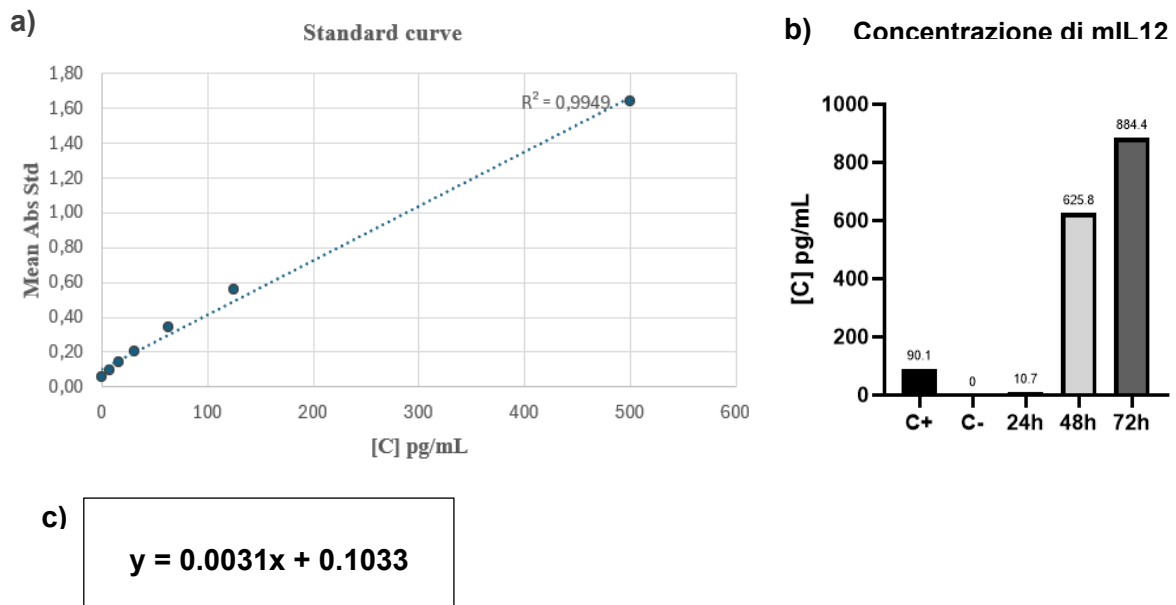 a)
Standard curve
1,80
1,60
1,40
1,20
1,00
0,80
0,60
0,40
0,20
0,00
Mean Abs Std
R² = 0,9949
0 100 200 300 400 500 600
[C] pg/mL
b)
Concentrazione di mIL12
1000
800
600
400
200
0
[C] pg/mL
90.1
0
10.7
625.8
884.4
C+ C- 24h 48h 72h
c)
y = 0.0031x + 0.1033